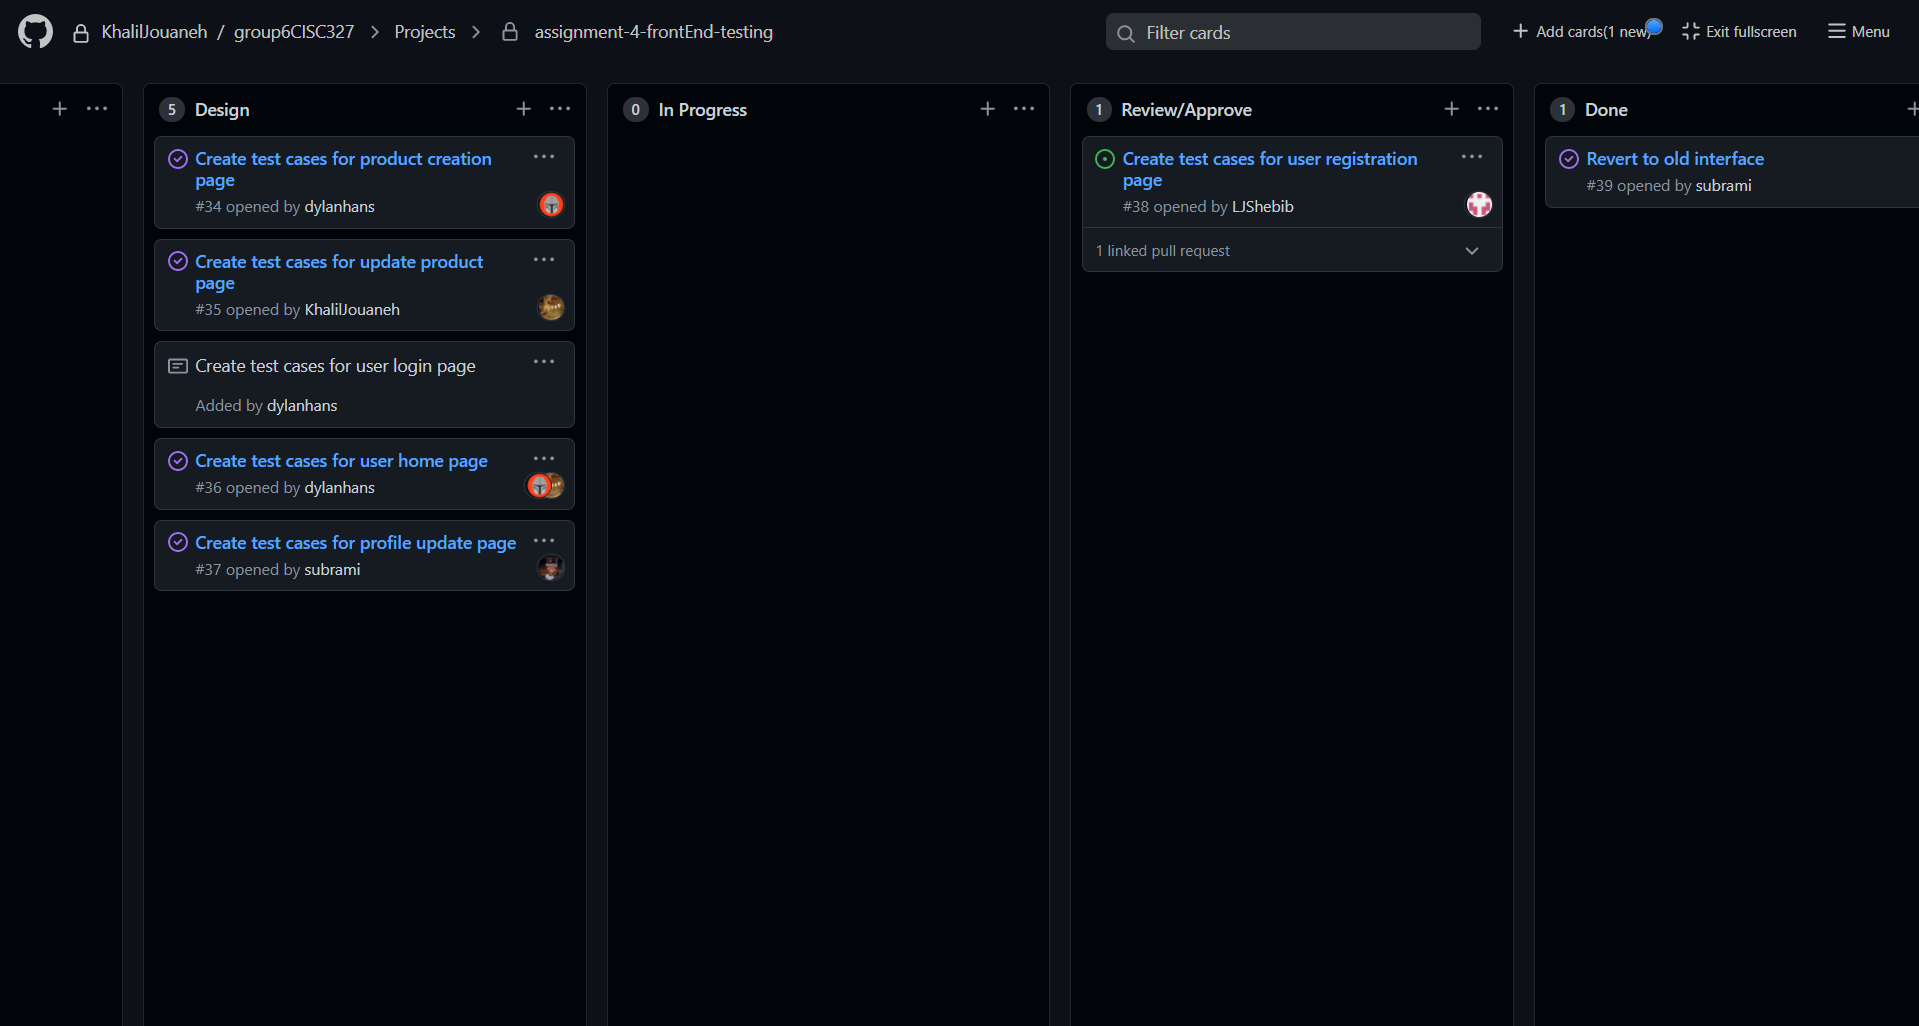 KhalilJouaneh / group6CISC327 > Projects > assignment-4-frontEnd-testing
Filter cards
Add cards(1 new)
Exit fullscreen
Menu
5 Design
Create test cases for product creation
page
#34 opened by dylanhans
Create test cases for update product
page
#35 opened by KhalilJouaneh
Create test cases for user login page
Added by dylanhans
Create test cases for user home page
#36 opened by dylanhans
Create test cases for profile update page
#37 opened by subrami
0 In Progress
1 Review/Approve
Create test cases for user registration
page
#38 opened by LJShebib
1 linked pull request
1 Done
Revert to old interface
#39 opened by subrami